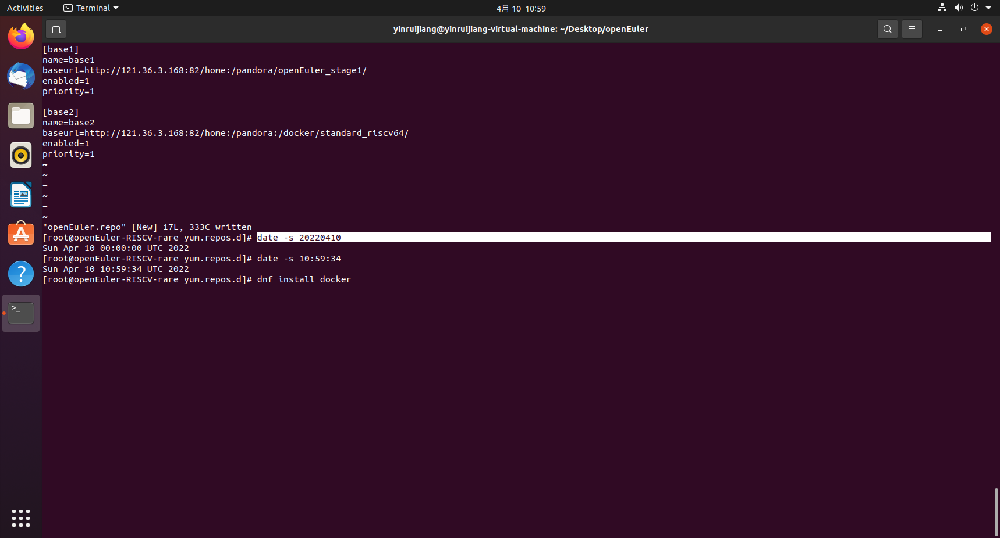 Activities
Terminal
4月 10 10:59
yinruijiang@yinruijiang-virtual-machine: ~/Desktop/openEuler
[base1]
name=base1
baseurl=http://121.36.3.168:82/home:/pandora/openEuler_stage1/
enabled=1
priority=1
[base2]
name=base2
baseurl=http://121.36.3.168:82/home:/pandora:/docker/standard_riscv64/
enabled=1
priority=1
~
~
~
~
~
~
"openEuler.repo" [New] 17L, 333C written
[root@openEuler-RISCV-rare yum.repos.d]# date -s 20220410
Sun Apr 10 00:00:00 UTC 2022
[root@openEuler-RISCV-rare yum.repos.d]# date -s 10:59:34
Sun Apr 10 10:59:34 UTC 2022
[root@openEuler-RISCV-rare yum.repos.d]# dnf install docker